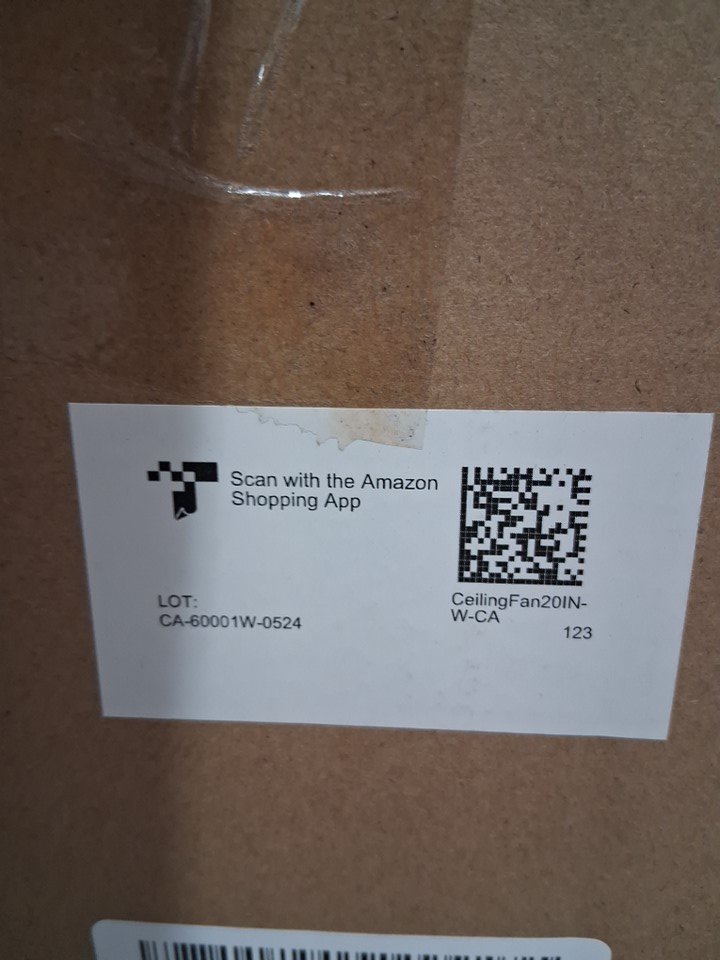 Scan with the Amazon
Shopping App
LOT:
CA-60001W-0524
CeilingFan20IN-
W-CA
123